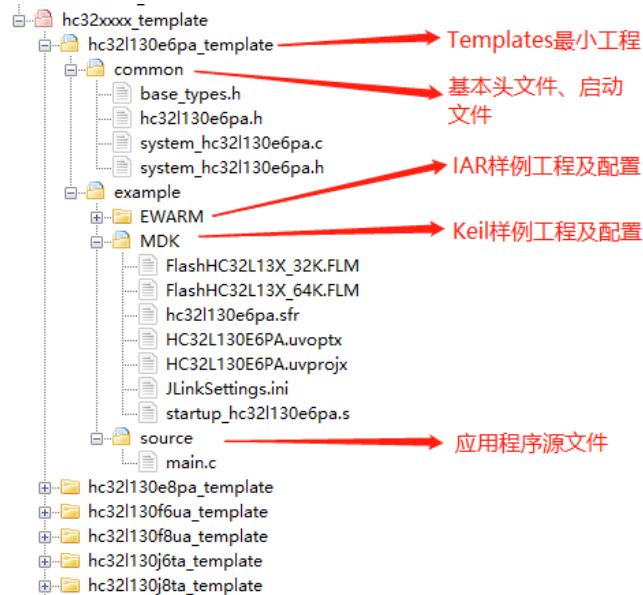 hc32xxxx_template
hc32l130e6pa_template
Templates最小工程
common
基本头文件、启动
文件
base_types.h
hc32l130e6pa.h
system_hc32l130e6pa.c
system_hc32l130e6pa.h
IAR样例工程及配置
example
EWARM
Keil样例工程及配置
MDK
FlashHC32L13X_32K.FLM
FlashHC32L13X_64K.FLM
hc32l130e6pa.sfr
HC32L130E6PA.uvoptx
HC32L130E6PA.uvprojx
JLinkSettings.ini
startup_hc32l130e6pa.s
source
应用程序源文件
main.c
hc32l130e8pa_template
hc32l130f6ua_template
hc32l130f8ua_template
hc32l130j6ta_template
hc32l130j8ta_template